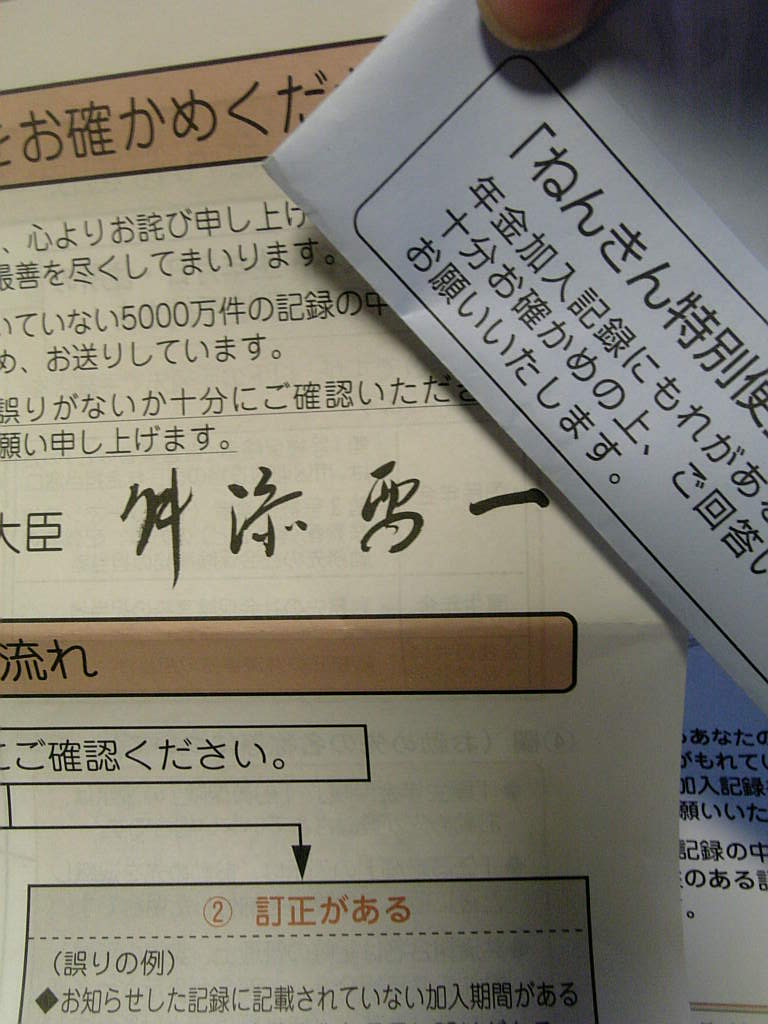 をお確かめくだ
、心よりお詫び申し上げ
最善を尽くしてまいります。
いていない5000万件の記録の中
め、お送りしています。
誤りがないか十分にご確認いただき
願い申し上げます。
大臣 舛添要一
流れ
にご確認ください。
② 訂正がある
(誤りの例)
◆お知らせした記録に記載されていない加入期間がある
「ねんきん特別便
年金加入記録にもれがあ
十分お確かめの上、ご回答
お願いいたします。
あなたの
がもれてい
加入記録
願いいた
記録の中
のある記
。